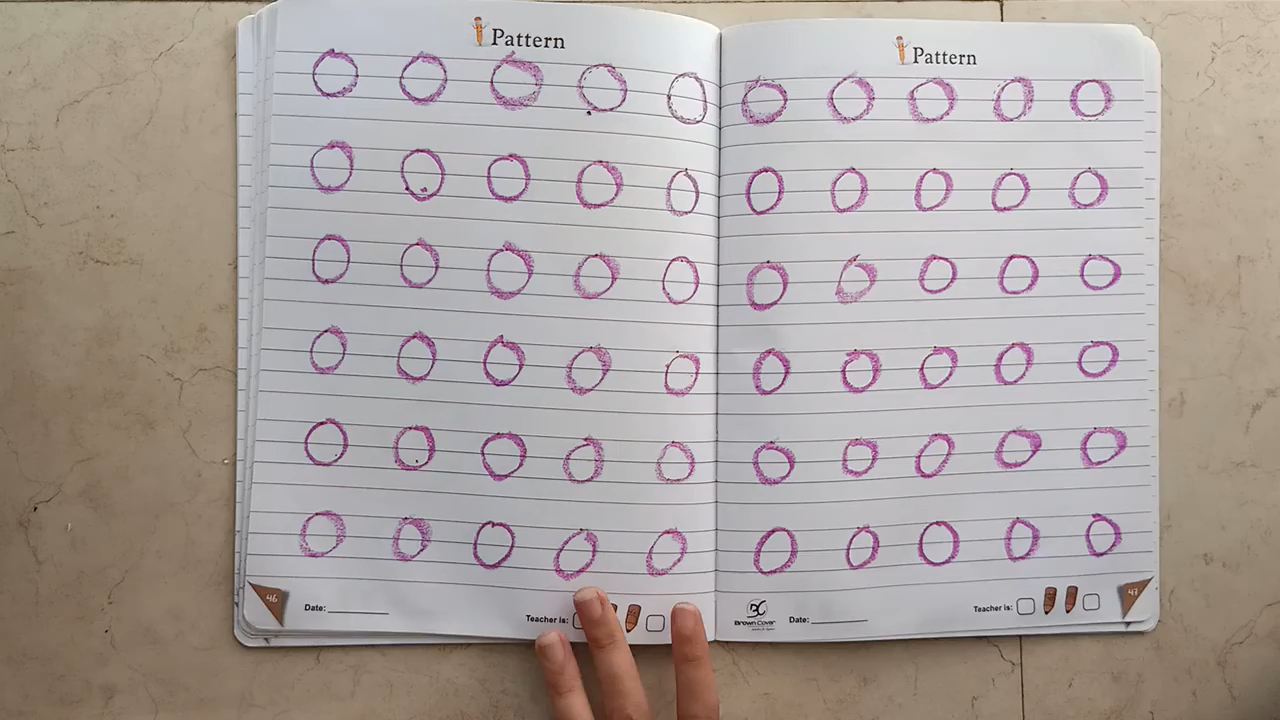 Pattern
46
Date:
Teacher is:
Pattern
Brown Cover
Date:
Teacher is:
47